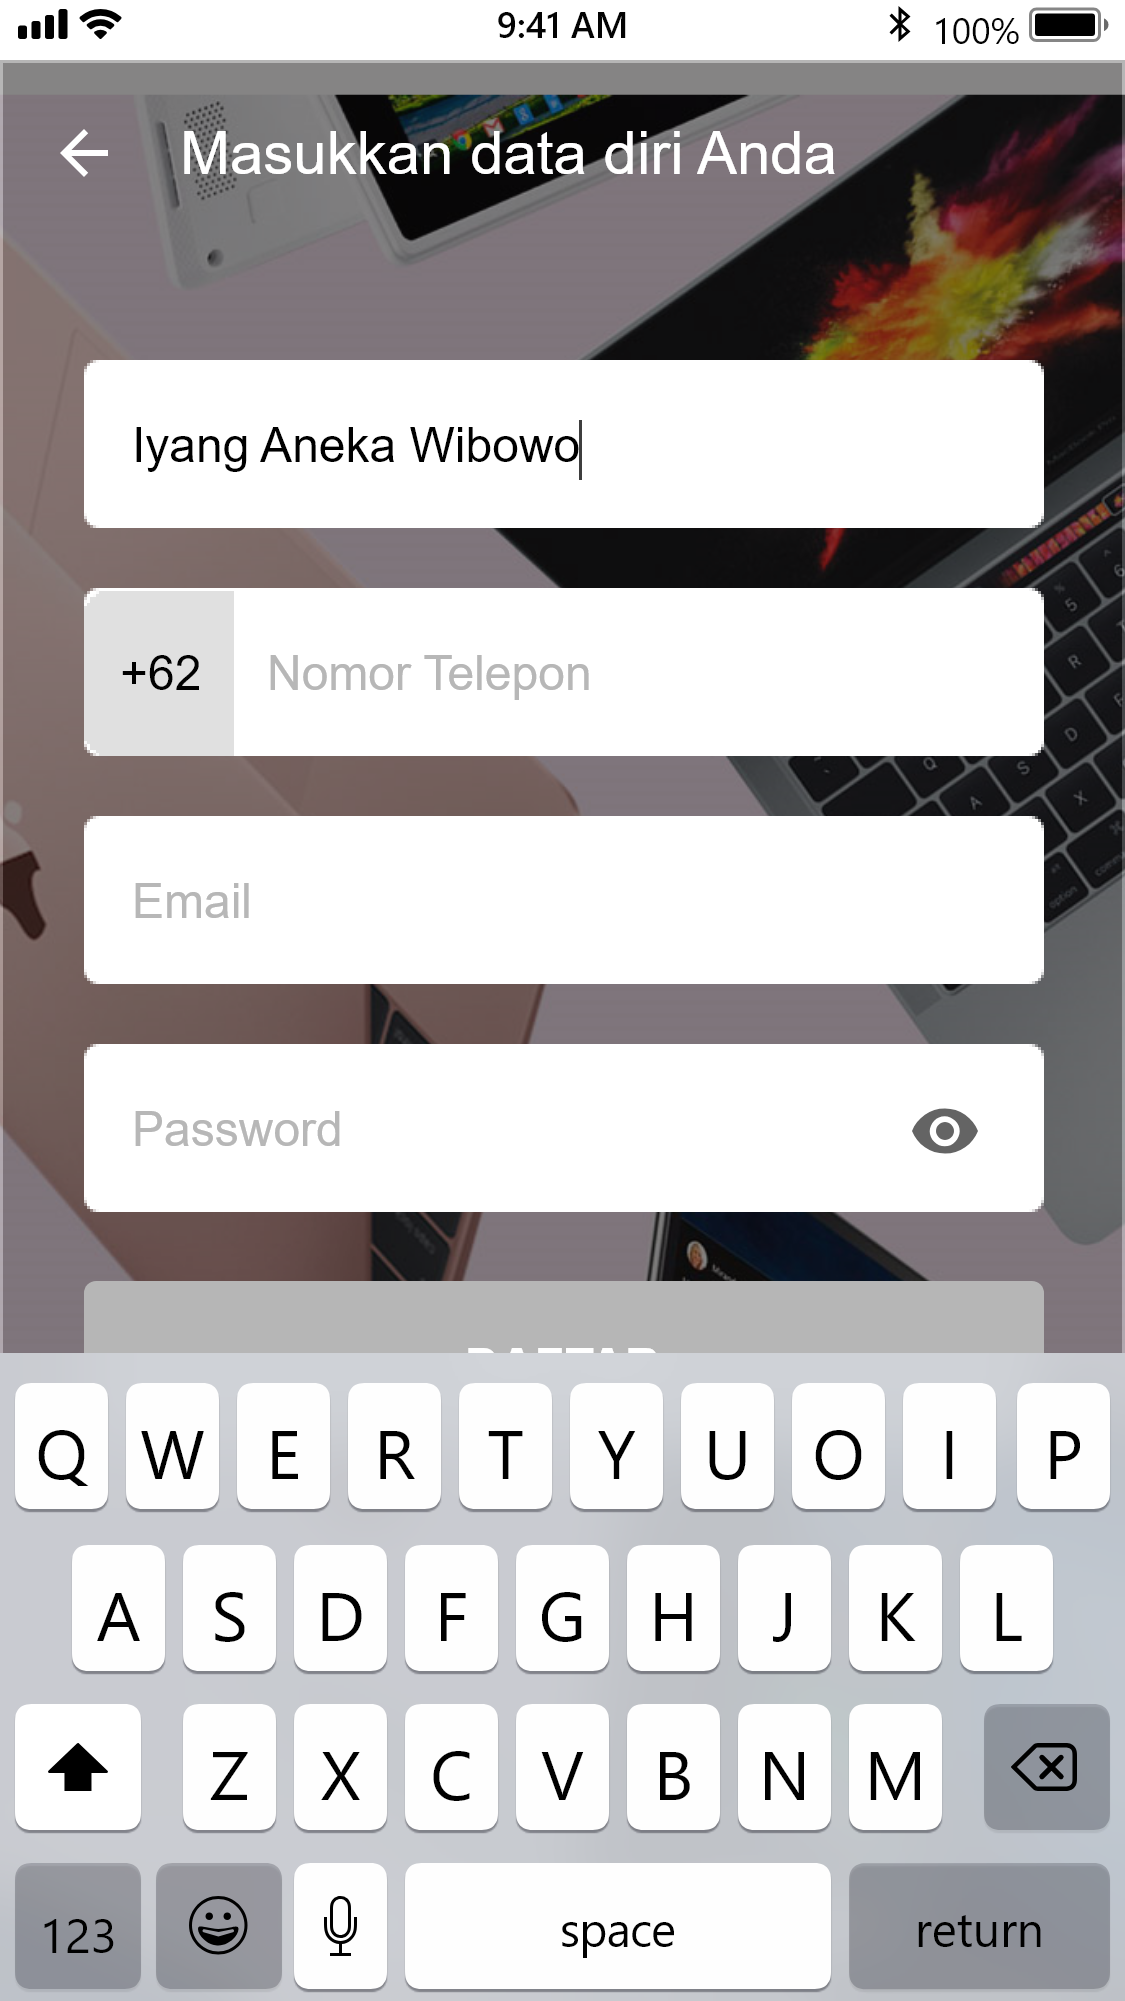 9:41 AM
100%
Masukkan data diri Anda
Iyang Aneka Wibowo
+62 Nomor Telepon
Email
Password
DAFTAR
Q W E R T Y U O I P
A S D F G H J K L
Z X C V B N M
123 space return